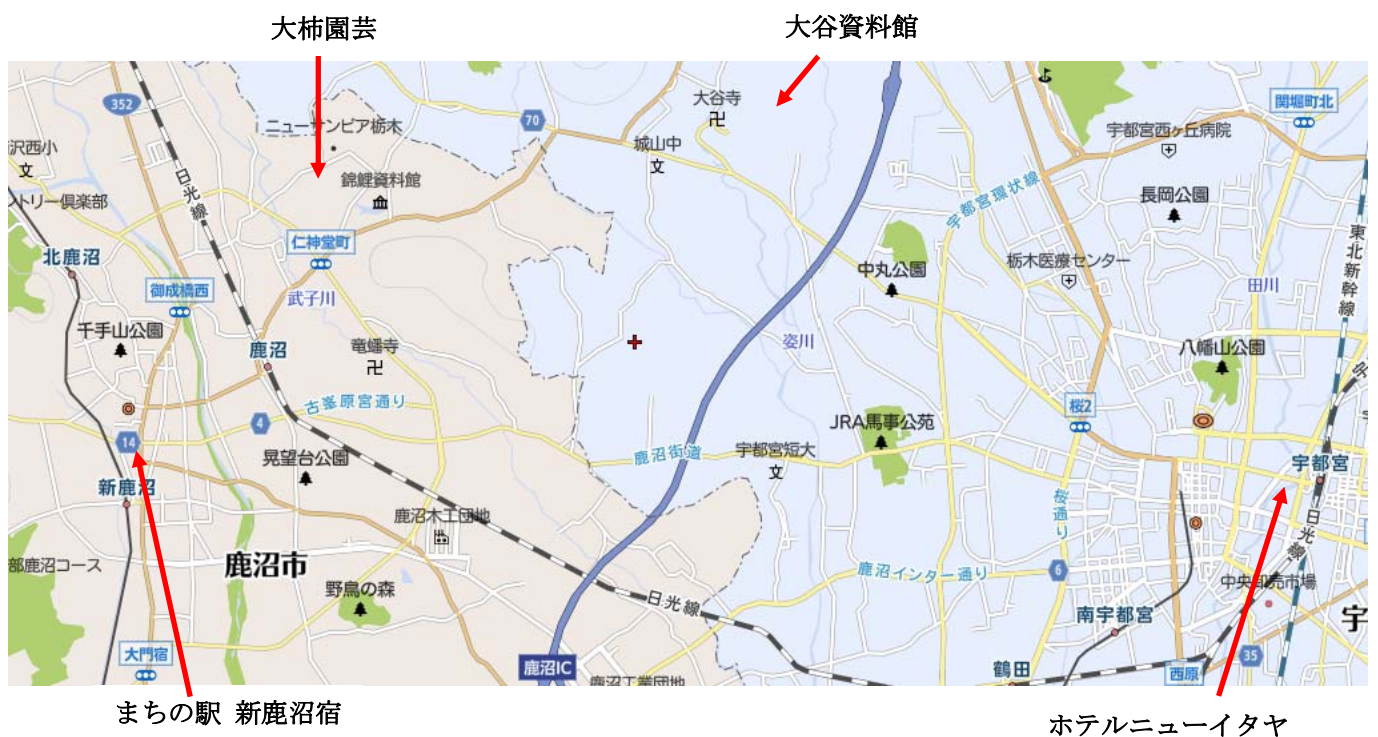 大柿園芸
大谷資料館
352
大谷寺
関堀町北
70
ニューサンピア栃木
城山中
宇都宮西ヶ丘病院
沢西小
日光線
錦鯉資料館
宇都宮環状線
長岡公園
トリー倶楽部
仁神堂町
東北新幹線
北鹿沼
中丸公園
栃木医療センター
御成橋西
武子川
田川
千手山公園
鹿沼
竜蟠寺
姿川
八幡山公園
古峯原宮通り
桜2
4
JRA馬事公苑
14
晃望台公園
鹿沼街道
宇都宮短大
宇都宮
新鹿沼
桜通り
鹿沼木工団地
日光線
部鹿沼コース
鹿沼市
鹿沼インター通り
6
野鳥の森
日光線
中央卸売市場
南宇都宮
宇
大門宿
鹿沼IC
鶴田
西原
35
鹿沼工業団地
まちの駅 新鹿沼宿
ホテルニューイタヤ